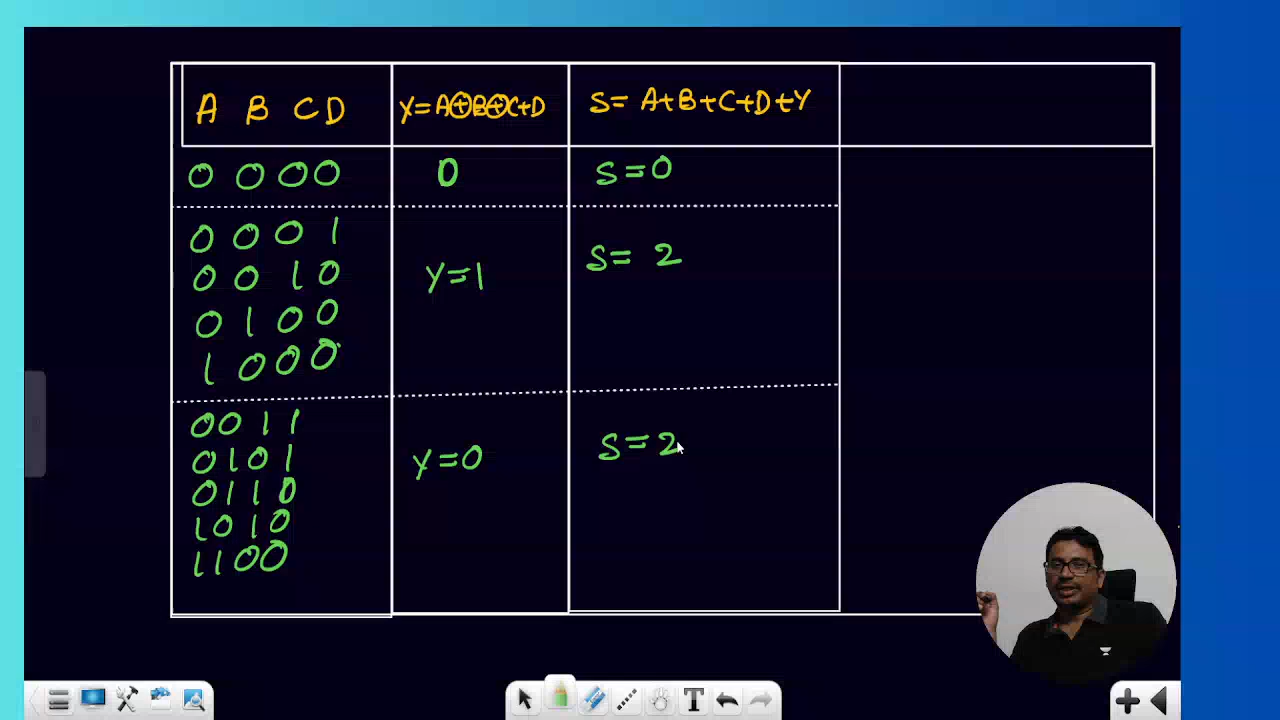 A B C D Y=A⊕B⊕C+D S= A+B+C+D+Y
0 0 0 0 0 S=0
0 0 0 1
0 0 1 0 Y=1 S= 2
0 1 0 0
1 0 0 0
0 0 1 1
0 1 0 1 Y=0 S=2
0 1 1 0
1 0 1 0
1 1 0 0
T